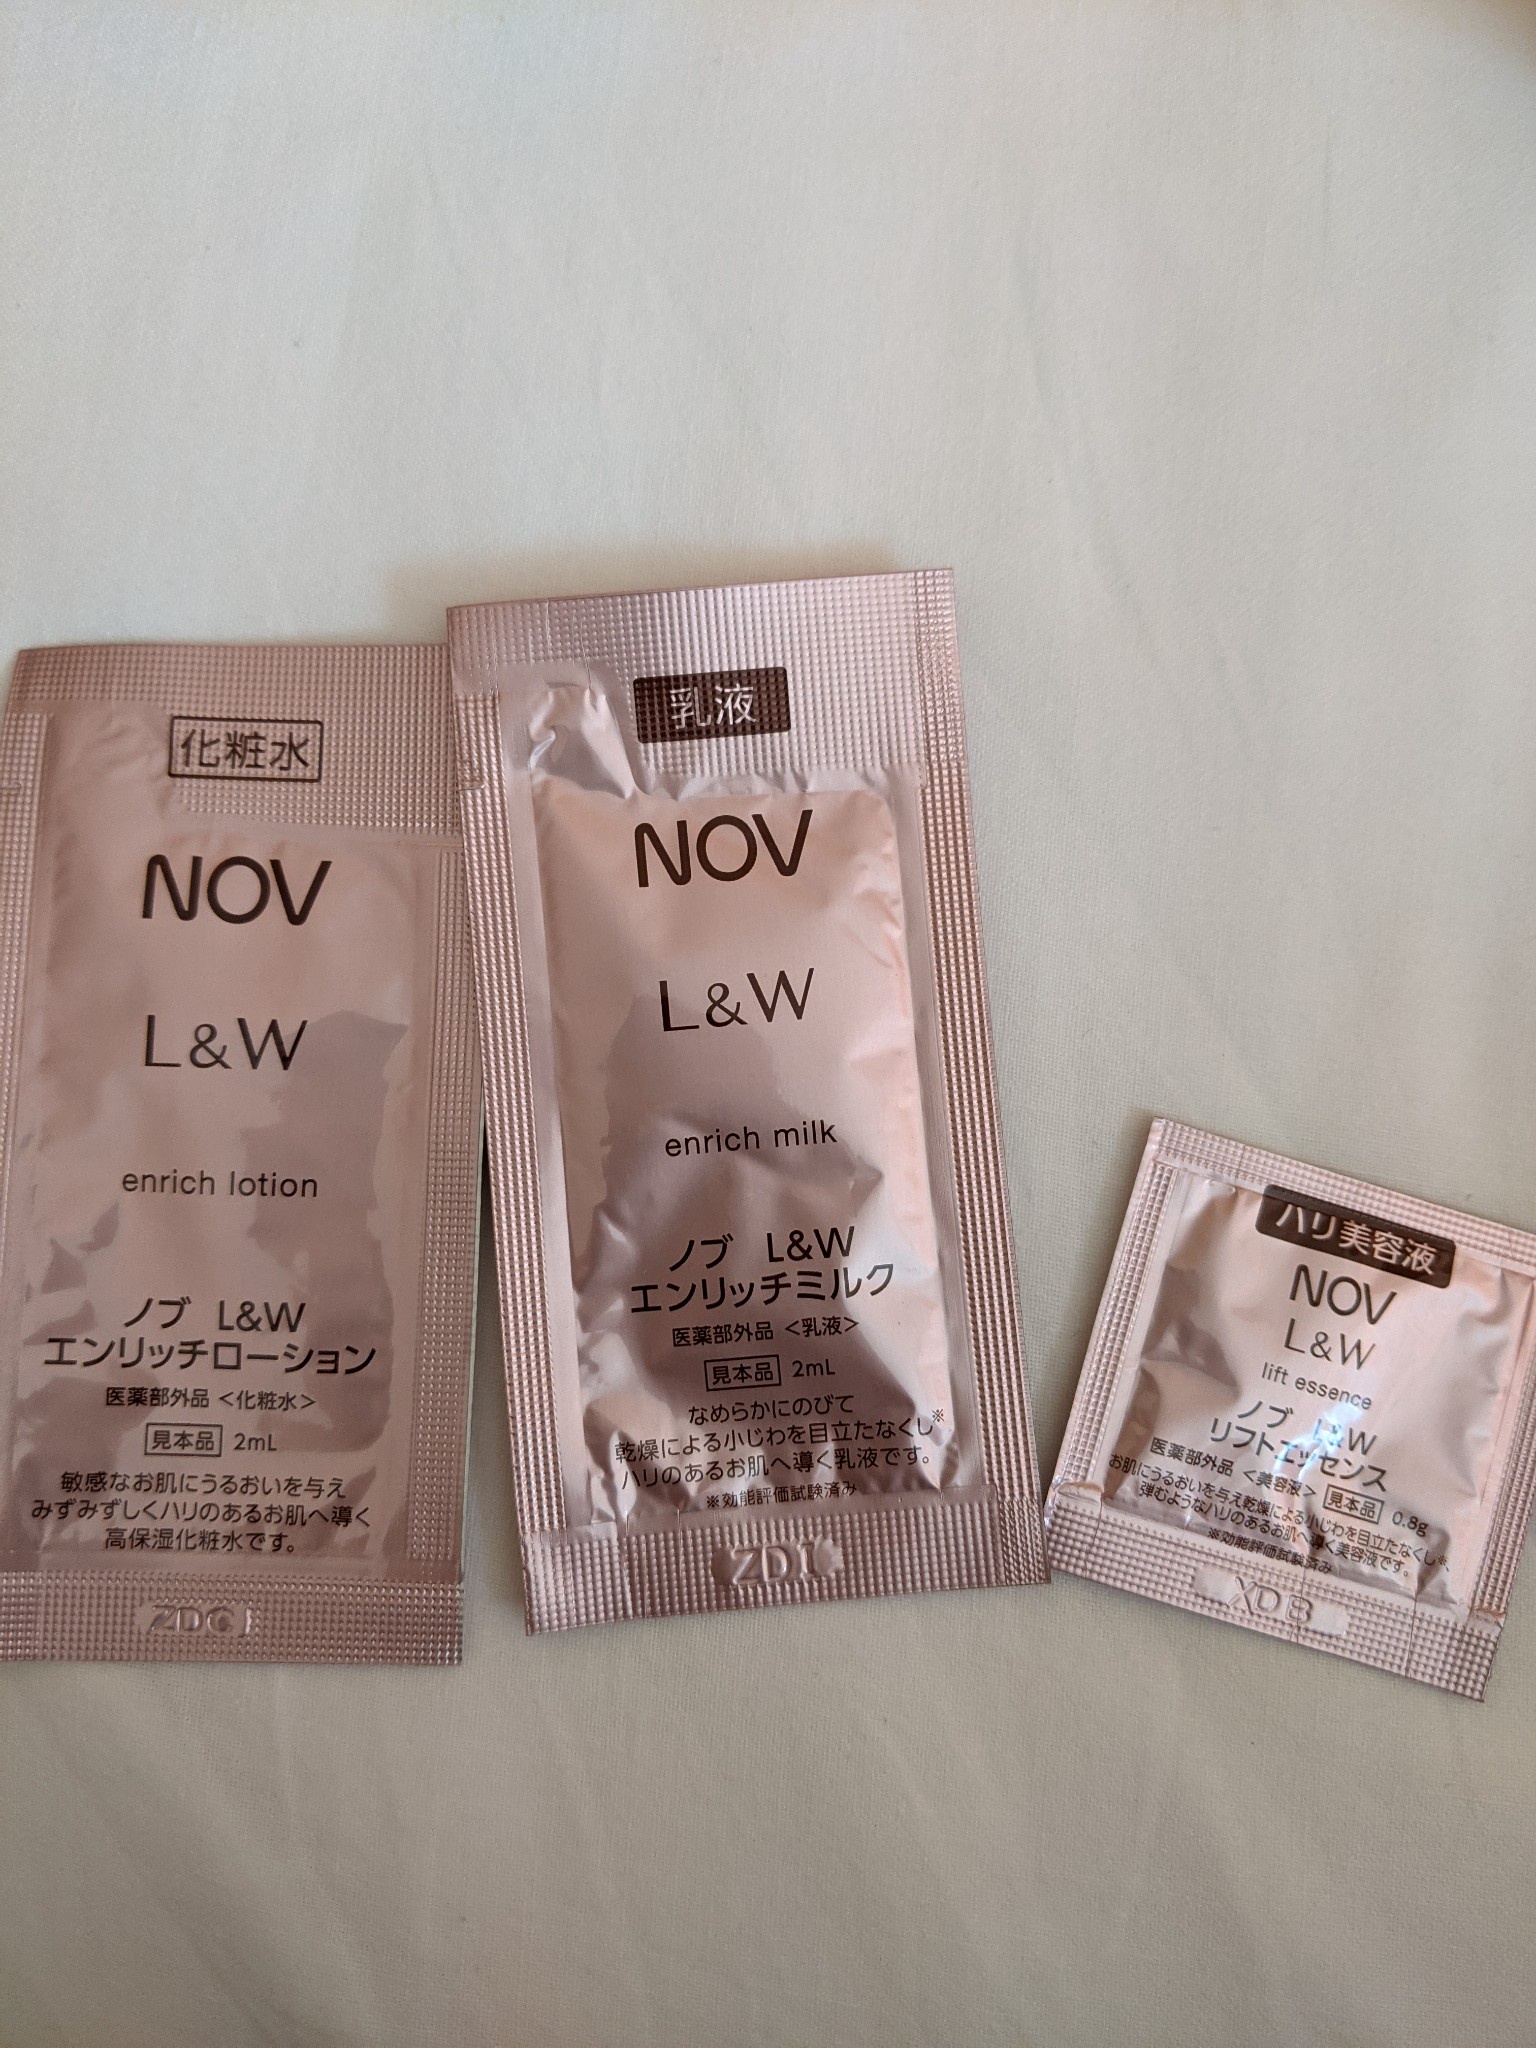 化粧水
NOV
L&W
enrich lotion
ノブ L&W
エンリッチローション
医薬部外品 <化粧水>
見本品 2mL
敏感なお肌にうるおいを与え
みずみずしくハリのあるお肌へ導く
高保湿化粧水です。
乳液
NOV
L&W
enrich milk
ノブ L&W
エンリッチミルク
医薬部外品 <乳液>
見本品 2mL
なめらかにのびて
乾燥による小じわを目立たなくし※
ハリのあるお肌へ導く乳液です。
※効能評価試験済み
ZDI
ハリ美容液
NOV
L&W
lift essence
ノブ L&W
リフトエッセンス
医薬部外品 <美容液> 見本品 0.8g
お肌にうるおいを与え乾燥による小じわを目立たなくし※、
弾むようなハリのあるお肌へ導く美容液です。
※効能評価試験済み
XDB